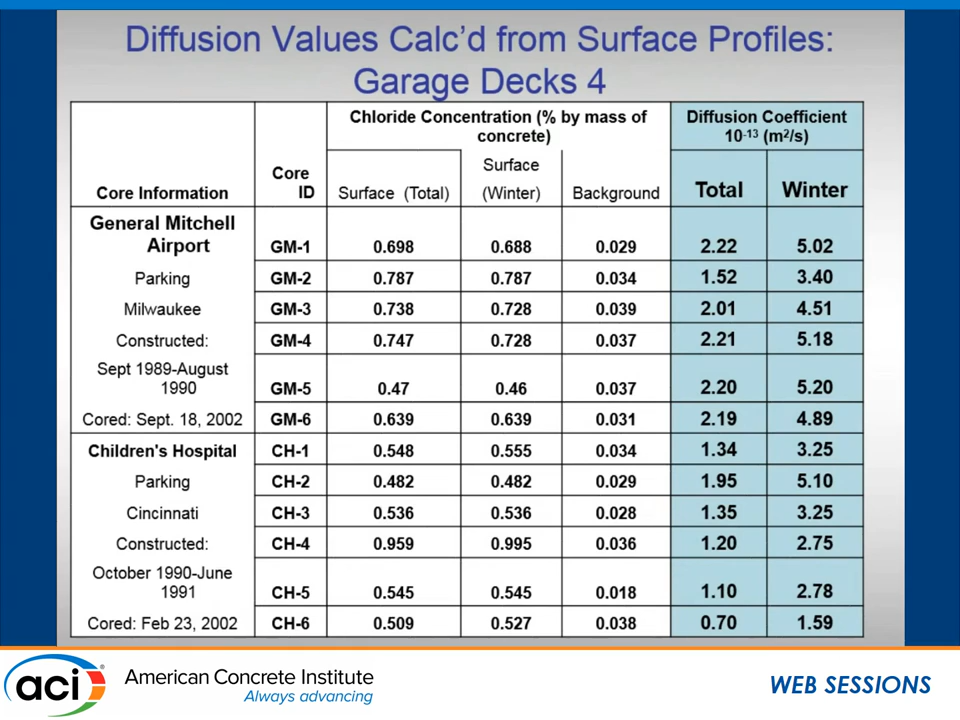 Diffusion Values Calc'd from Surface Profiles:
Garage Decks 4
Core Information
Core
ID
Chloride Concentration (% by mass of
concrete)
Diffusion Coefficient
10-13 (m2/s)
Surface (Total)
Surface
(Winter)
Background
Total
Winter
General Mitchell
Airport GM-1 0.698 0.688 0.029 2.22 5.02
Parking GM-2 0.787 0.787 0.034 1.52 3.40
Milwaukee GM-3 0.738 0.728 0.039 2.01 4.51
Constructed: GM-4 0.747 0.728 0.037 2.21 5.18
Sept 1989-August
1990 GM-5 0.47 0.46 0.037 2.20 5.20
Cored: Sept. 18, 2002 GM-6 0.639 0.639 0.031 2.19 4.89
Children's Hospital CH-1 0.548 0.555 0.034 1.34 3.25
Parking CH-2 0.482 0.482 0.029 1.95 5.10
Cincinnati CH-3 0.536 0.536 0.028 1.35 3.25
Constructed: CH-4 0.959 0.995 0.036 1.20 2.75
October 1990-June
1991 CH-5 0.545 0.545 0.018 1.10 2.78
Cored: Feb 23, 2002 CH-6 0.509 0.527 0.038 0.70 1.59
aci®
American Concrete Institute
Always advancing
WEB SESSIONS